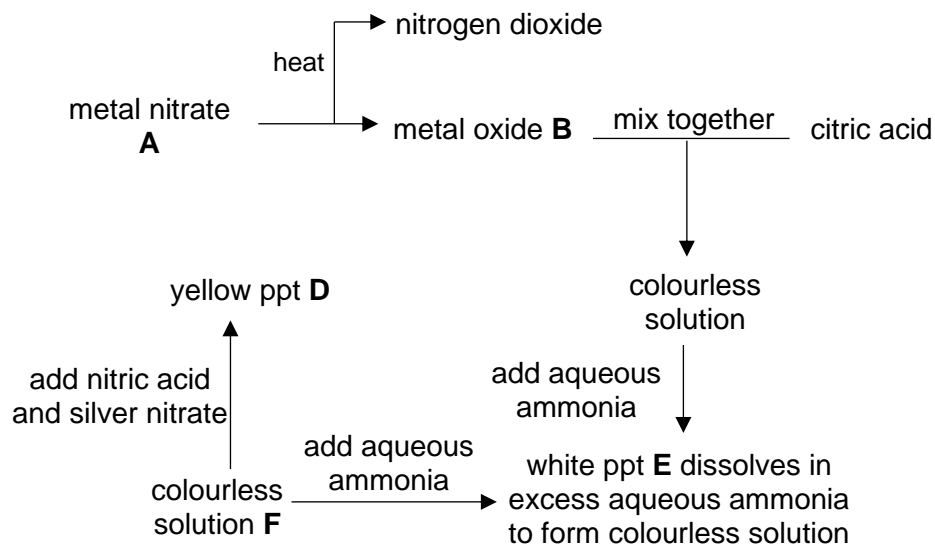 nitrogen dioxide
heat
metal nitrate
A
metal oxide B
mix together
citric acid
yellow ppt D
colourless
solution
add nitric acid
and silver nitrate
add aqueous
ammonia
add aqueous
ammonia
colourless
solution F
white ppt E dissolves in
excess aqueous ammonia
to form colourless solution